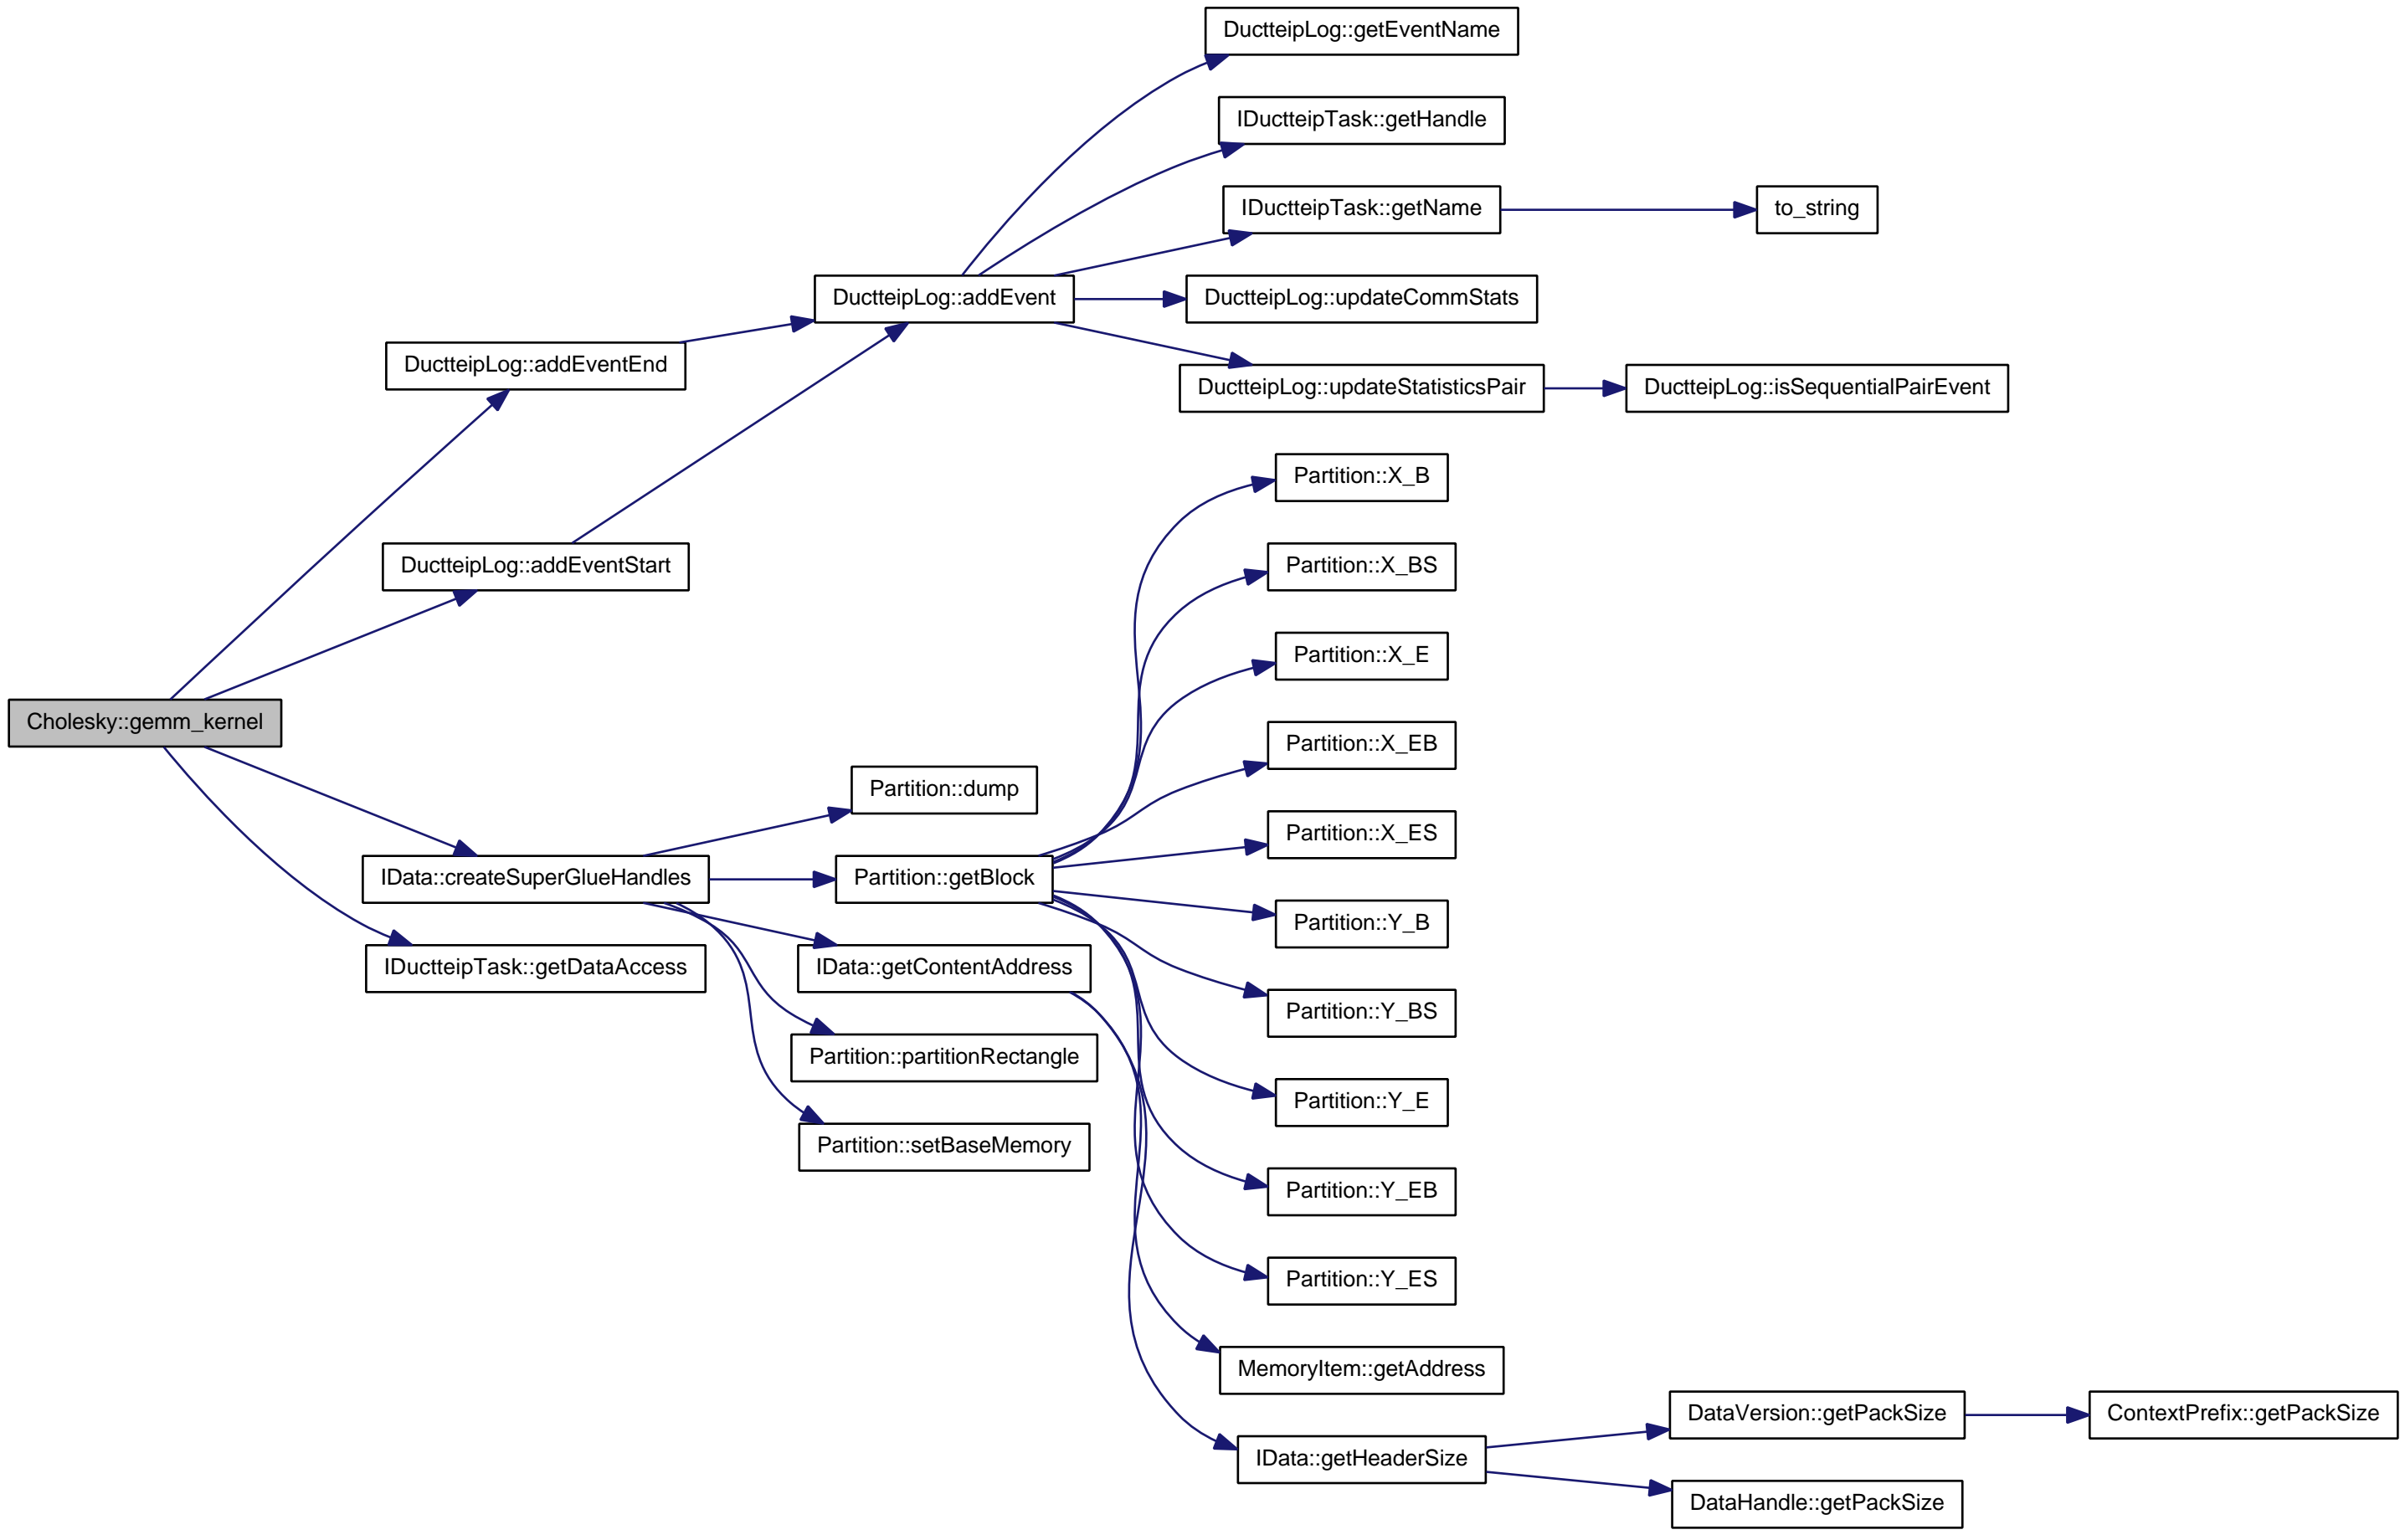 DuctteipLog::getEventName
IDuctteipTask::getHandle
IDuctteipTask::getName
to_string
DuctteipLog::addEvent
DuctteipLog::updateCommStats
DuctteipLog::addEventEnd
DuctteipLog::updateStatisticsPair
DuctteipLog::isSequentialPairEvent
Partition::X_B
DuctteipLog::addEventStart
Partition::X_BS
Partition::X_E
Cholesky::gemm_kernel
Partition::X_EB
Partition::dump
Partition::X_ES
IData::createSuperGlueHandles
Partition::getBlock
Partition::Y_B
IDuctteipTask::getDataAccess
IData::getContentAddress
Partition::Y_BS
Partition::partitionRectangle
Partition::Y_E
Partition::setBaseMemory
Partition::Y_EB
Partition::Y_ES
MemoryItem::getAddress
DataVersion::getPackSize
ContextPrefix::getPackSize
IData::getHeaderSize
DataHandle::getPackSize